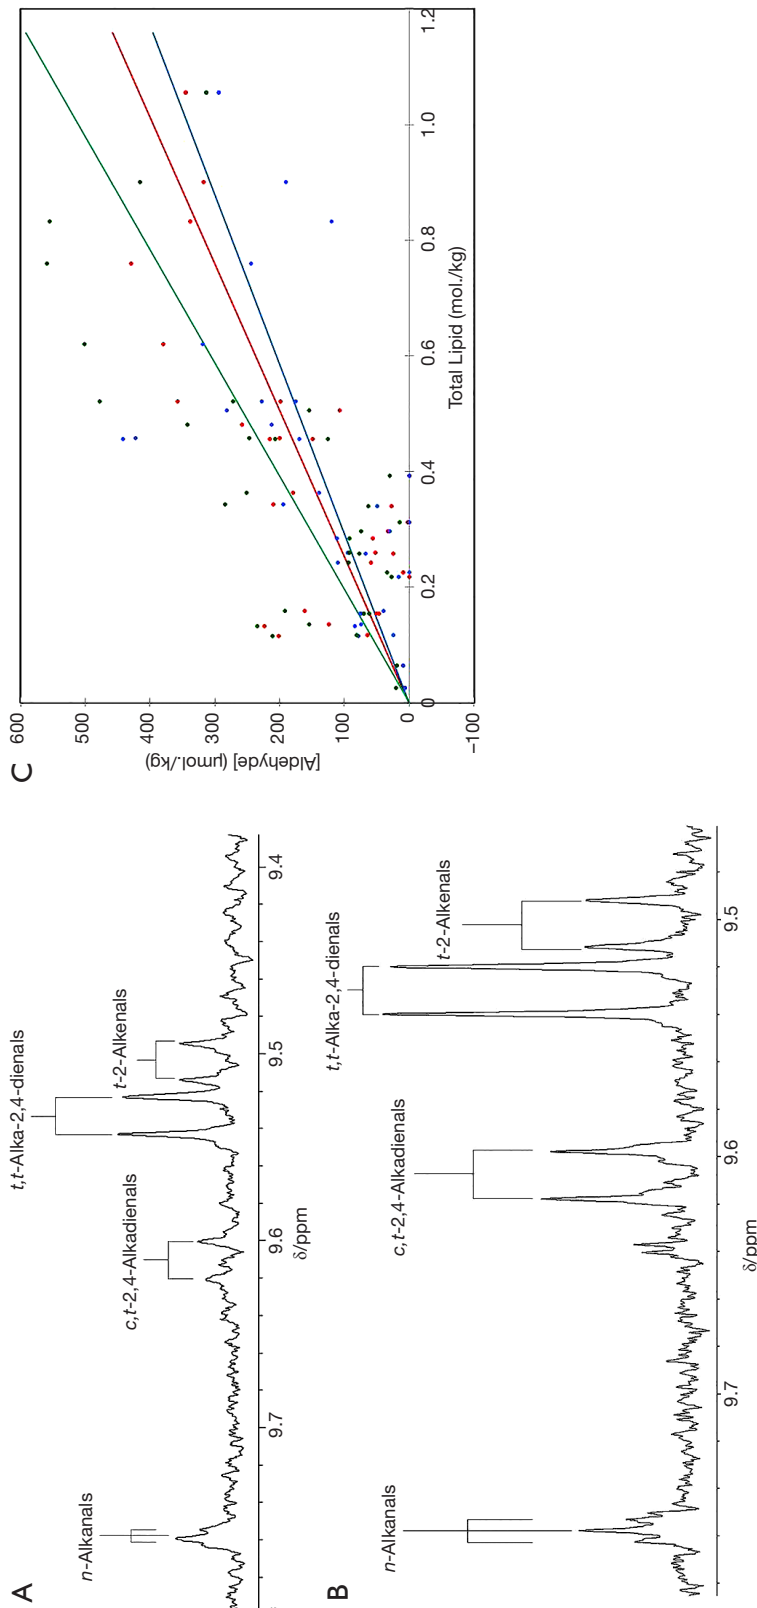 A
n-Alkanals
c,t-2,4-Alkadienals
t,t-Alka-2,4-dienals
t-2-Alkenals
9.7
9.6
9.5
9.4
δ/ppm
B
n-Alkanals
c,t-2,4-Alkadienals
t,t-Alka-2,4-dienals
t-2-Alkenals
9.7
9.6
9.5
δ/ppm
C
600
500
400
300
200
100
0
−100
[Aldehyde] (μmol./kg)
0
0.2
0.4
0.6
0.8
1.0
1.2
Total Lipid (mol./kg)